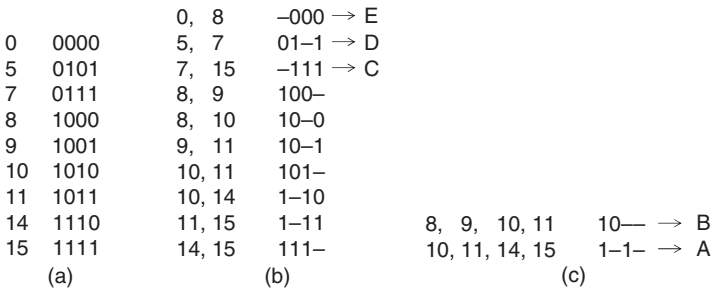 0, 8 –000 → E
0 0000 5, 7 01–1 → D
5 0101 7, 15 –111 → C
7 0111 8, 9 100–
8 1000 8, 10 10–0
9 1001 9, 11 10–1
10 1010 10, 11 101–
11 1011 10, 14 1–10
14 1110 11, 15 1–11 8, 9, 10, 11 10–– → B
15 1111 14, 15 111– 10, 11, 14, 15 1–1– → A
(a) (b) (c)